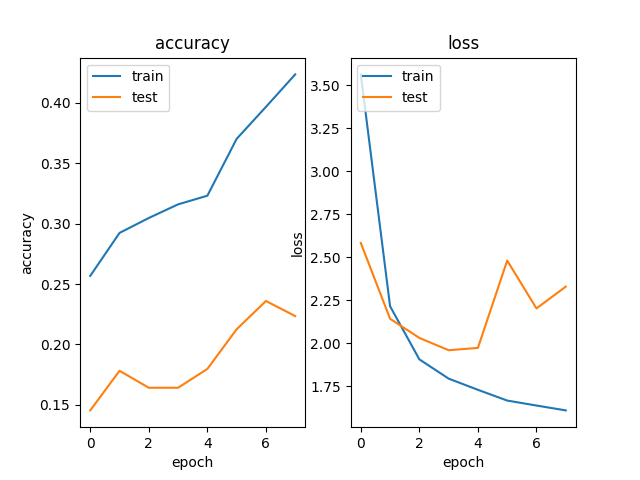 accuracy
train
test
0.40
0.35
0.30
0.25
0.20
0.15
accuracy
0 2 4 6
epoch
loss
train
test
3.50
3.25
3.00
2.75
2.50
2.25
2.00
1.75
loss
0 2 4 6
epoch